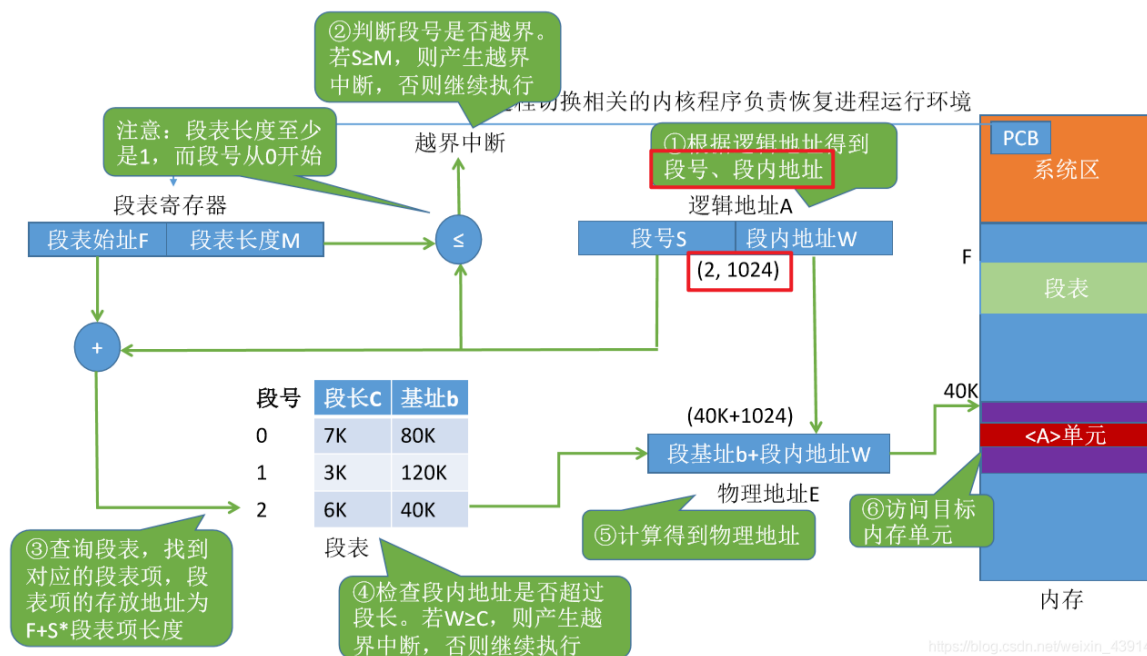 ②判断段号是否越界。
若S≥M，则产生越界
中断，否则继续执行
程切换相关的内核程序负责恢复进程运行环境
注意：段表长度至少
是1，而段号从0开始
越界中断
①根据逻辑地址得到
段号、段内地址
PCB
系统区
段表寄存器
逻辑地址A
段表始址F
段表长度M
≤
段号S
段内地址W
(2, 1024)
F
段表
+
段号
段长C
基址b
0
7K
80K
1
3K
120K
2
6K
40K
段表
(40K+1024)
段基址b+段内地址W
物理地址E
40K
<A>单元
③查询段表，找到
对应的段表项，段
表项的存放地址为
F+S*段表项长度
④检查段内地址是否超过
段长。若W≥C，则产生越
界中断，否则继续执行
⑤计算得到物理地址
⑥访问目标
内存单元
内存
https://blog.csdn.net/weixin_43914